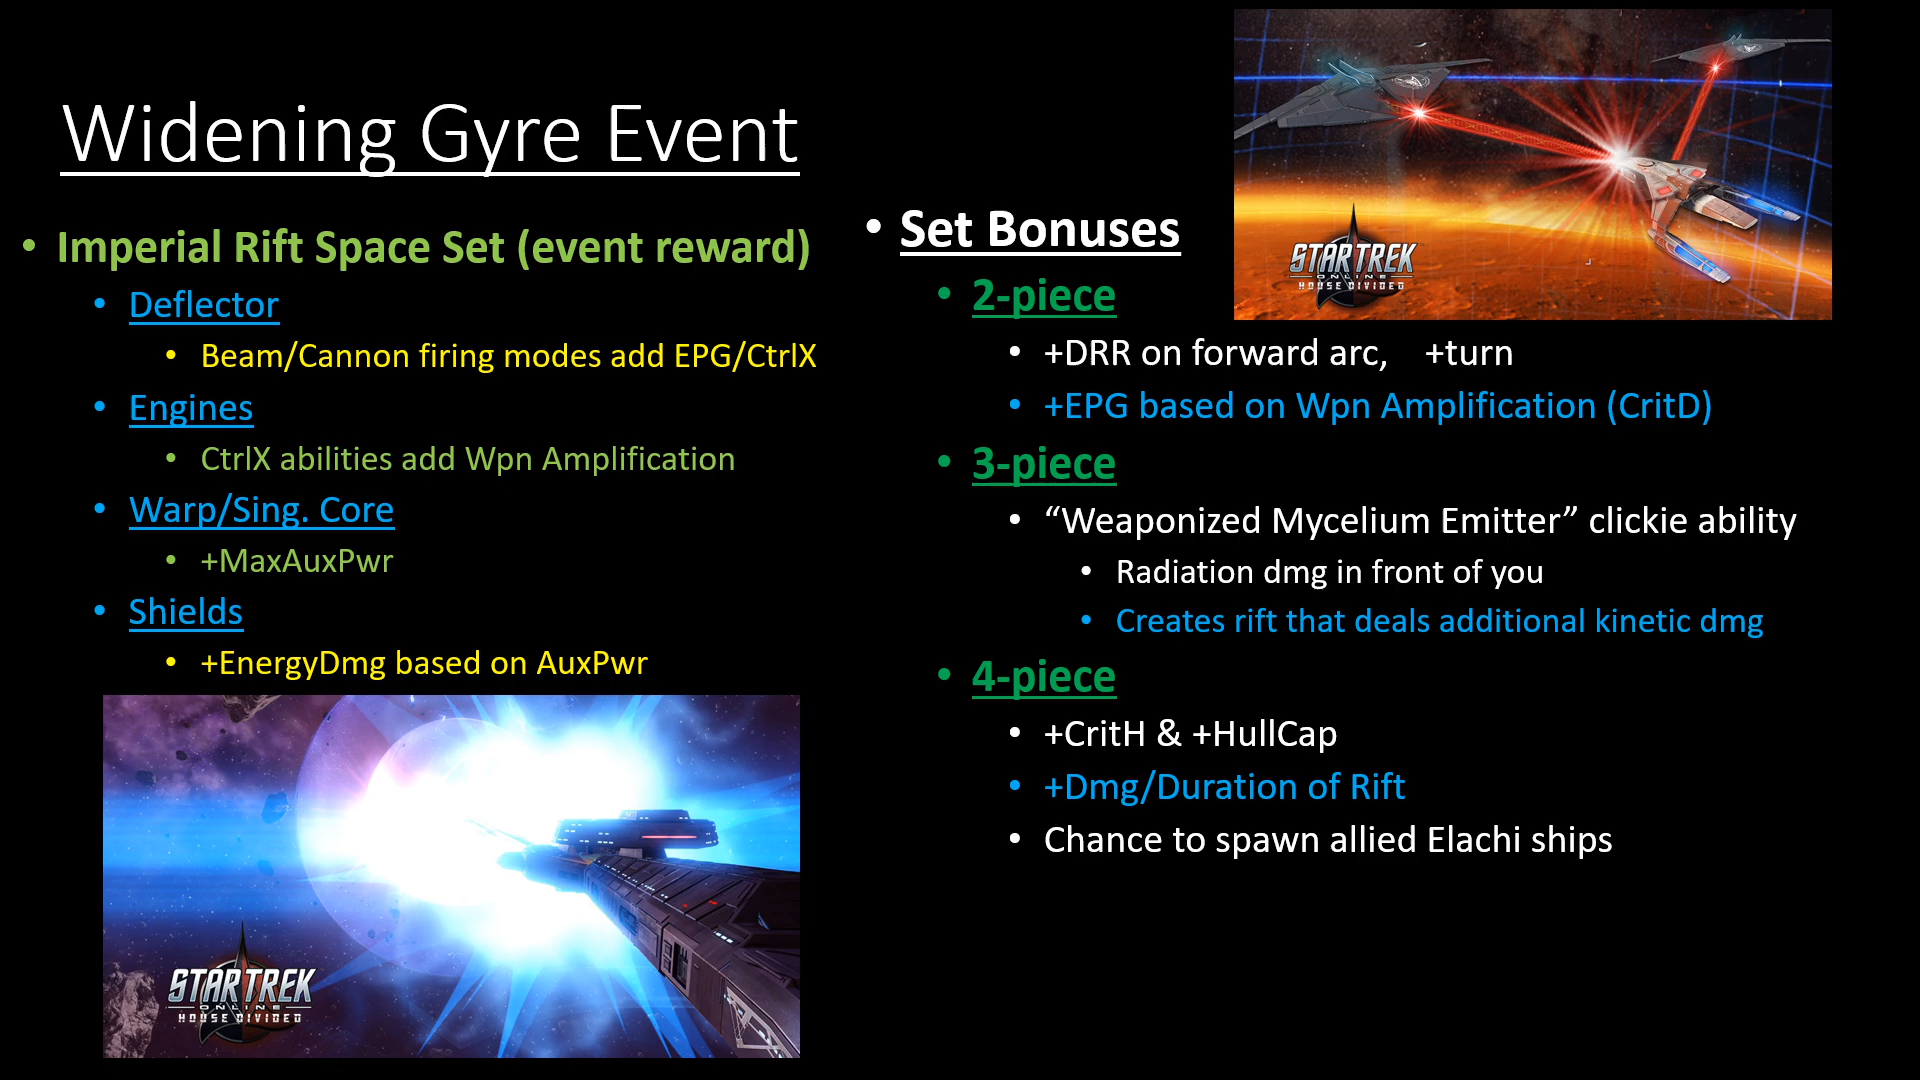 Widening Gyre Event
Imperial Rift Space Set (event reward)
Deflector
Beam/Cannon firing modes add EPG/CtrlX
Engines
CtrlX abilities add Wpn Amplification
Warp/Sing. Core
+MaxAuxPwr
Shields
+EnergyDmg based on AuxPwr
STAR TREK
ONLINE
HOUSE DIVIDED
Set Bonuses
2-piece
+DRR on forward arc, +turn
+EPG based on Wpn Amplification (CritD)
3-piece
“Weaponized Mycelium Emitter” clickie ability
Radiation dmg in front of you
Creates rift that deals additional kinetic dmg
4-piece
+CritH & +HullCap
+Dmg/Duration of Rift
Chance to spawn allied Elachi ships
STAR TREK
ONLINE
HOUSE DIVIDED